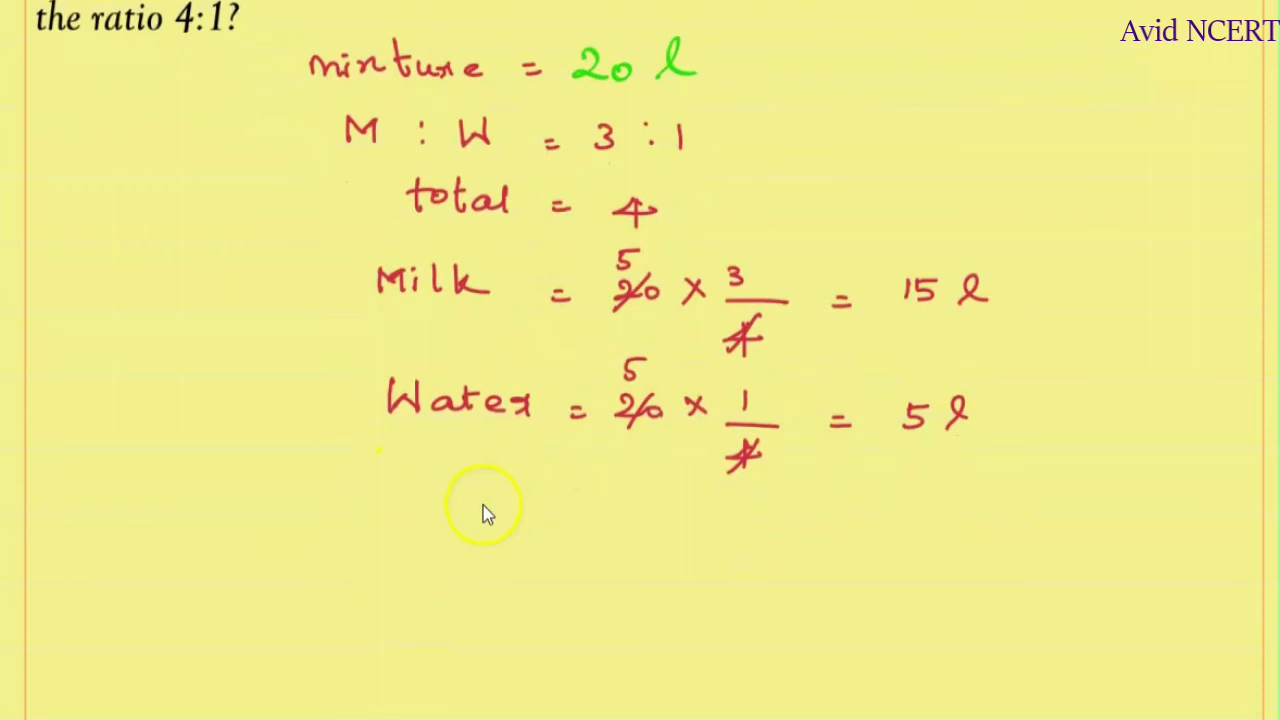 the ratio 4:1?
Avid NCERT
mixture = 20 l
M : W = 3 : 1
total = 4
Milk = 5 20 × 3/4 = 15 l
Water = 5 20 × 1/4 = 5 l